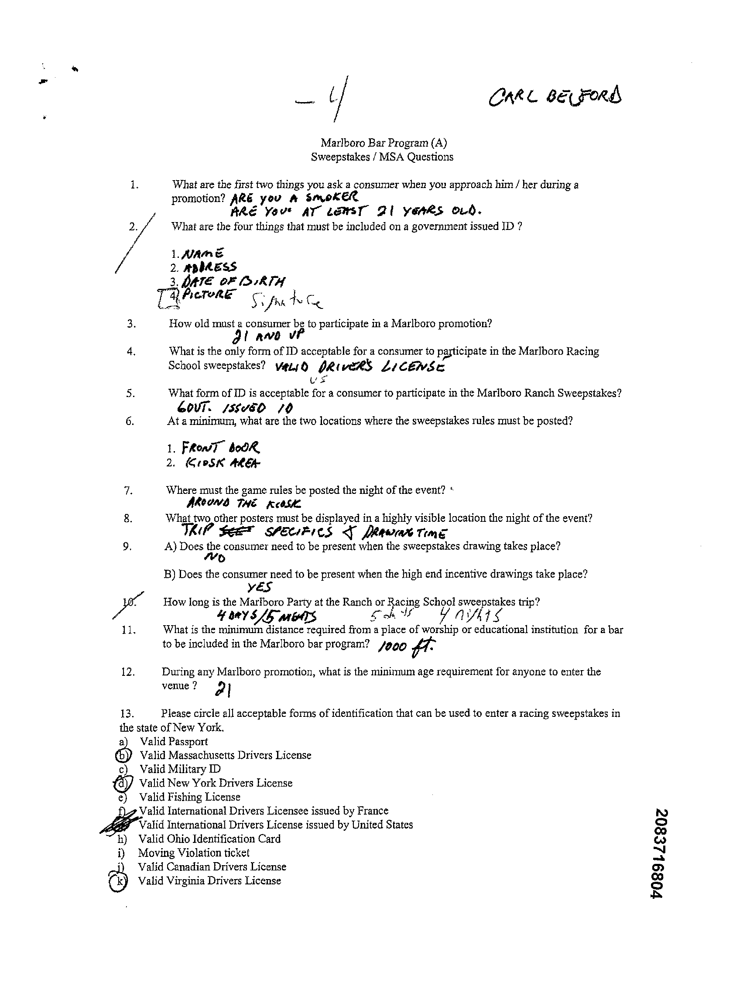 -4
CARL BELFORD
Marlboro Bar Program (A)
Sweepstakes / MSA Questions
1. What are the first two things you ask a consumer when you approach him / her during a
promotion? ARE YOU A SMOKER
ARE YOU AT LEAST 21 YEARS OLD.
2. What are the four things that must be included on a government issued ID ?
1. NAME
2. ADDRESS
3. DATE OF BIRTH
4. PICTURE Signature
3. How old must a consumer be to participate in a Marlboro promotion?
21 AND UP
4. What is the only form of ID acceptable for a consumer to participate in the Marlboro Racing
School sweepstakes? VALID DRIVERS LICENSE
US
5. What form of ID is acceptable for a consumer to participate in the Marlboro Ranch Sweepstakes?
GOVT. ISSUED ID
6. At a minimum, what are the two locations where the sweepstakes rules must be posted?
1. FRONT DOOR
2. KIOSK AREA
7. Where must the game rules be posted the night of the event?
AROUND THE KIOSK
8. What two other posters must be displayed in a highly visible location the night of the event?
TRIP SPECIFICS & DRAWING TIME
9. A) Does the consumer need to be present when the sweepstakes drawing takes place?
NO
B) Does the consumer need to be present when the high end incentive drawings take place?
YES
10. How long is the Marlboro Party at the Ranch or Racing School sweepstakes trip?
4 DAYS/5 NIGHTS 5 days 4 nights
11. What is the minimum distance required from a place of worship or educational institution for a bar
to be included in the Marlboro bar program? 1000 ft.
12. During any Marlboro promotion, what is the minimum age requirement for anyone to enter the
venue ? 21
13. Please circle all acceptable forms of identification that can be used to enter a racing sweepstakes in
the state of New York.
a) Valid Passport
b) Valid Massachusetts Drivers License
c) Valid Military ID
d) Valid New York Drivers License
e) Valid Fishing License
f) Valid International Drivers Licensee issued by France
Valid International Drivers License issued by United States
h) Valid Ohio Identification Card
i) Moving Violation ticket
j) Valid Canadian Drivers License
k) Valid Virginia Drivers License
2083716804